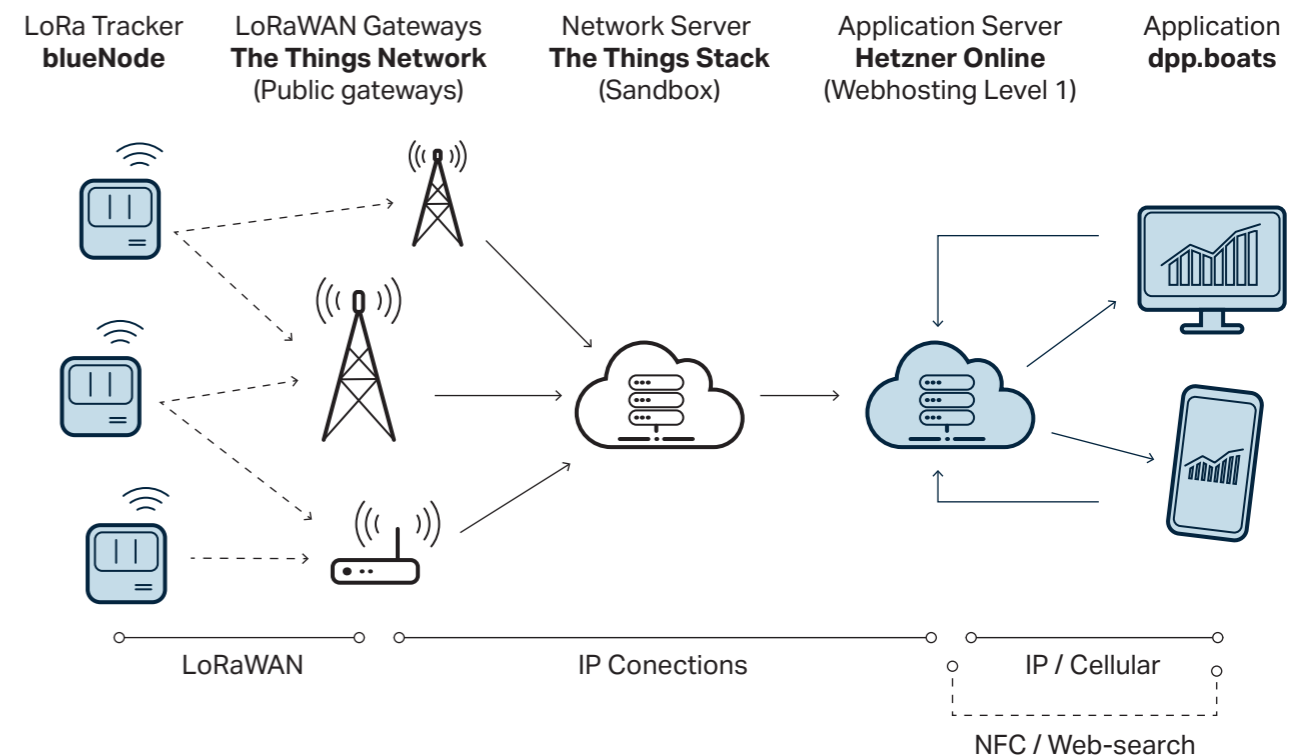 LoRa Tracker
blueNode
LoRaWAN Gateways
The Things Network
(Public gateways)
Network Server
The Things Stack
(Sandbox)
Application Server
Hetzner Online
(Webhosting Level 1)
Application
dpp.boats
LoRaWAN
IP Conections
IP / Cellular
NFC / Web-search